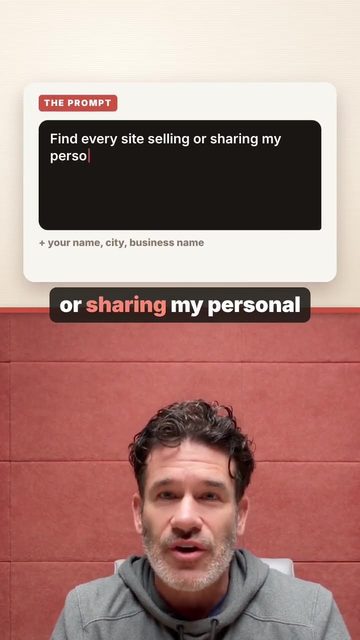 THE PROMPT
Find every site selling or sharing my
perso
+ your name, city, business name
or sharing my personal